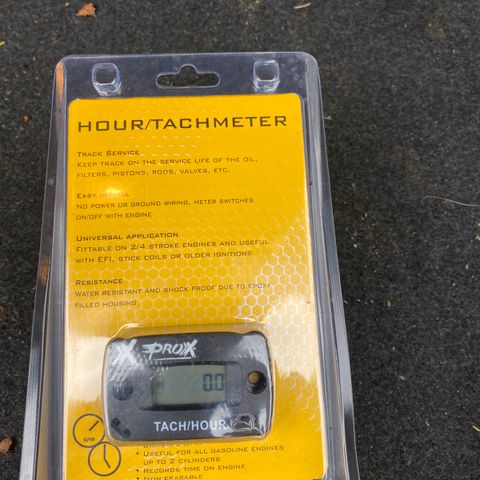 HOUR/TACHMETER
TRACK SERVICE
KEEP TRACK ON THE SERVICE LIFE OF THE OIL,
FILTERS, PISTONS, RODS, VALVES, ETC.
EASY
NO POWER OR GROUND WIRING, METER SWITCHES
ON/OFF WITH ENGINE
UNIVERSAL APPLICATION
FITTABLE ON 2/4 STROKE ENGINES AND USEFUL
WITH EFI, STICK COILS OR OLDER IGNITIONS
RESISTANCE
WATER RESISTANT AND SHOCK PROOF DUE TO EPOXY
FILLED HOUSING
PROX
0.0
TACH/HOUR
RPM
• USEFUL FOR ALL GASOLINE ENGINES
UP TO 2 CYLINDERS
• RECORDS TIME ON ENGINE
• NON-ERASABLE